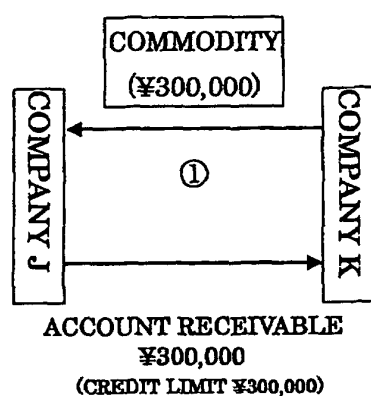 COMMODITY
(¥300,000)
COMPANY J
①
COMPANY K
ACCOUNT RECEIVABLE
¥300,000
(CREDIT LIMIT ¥300,000)